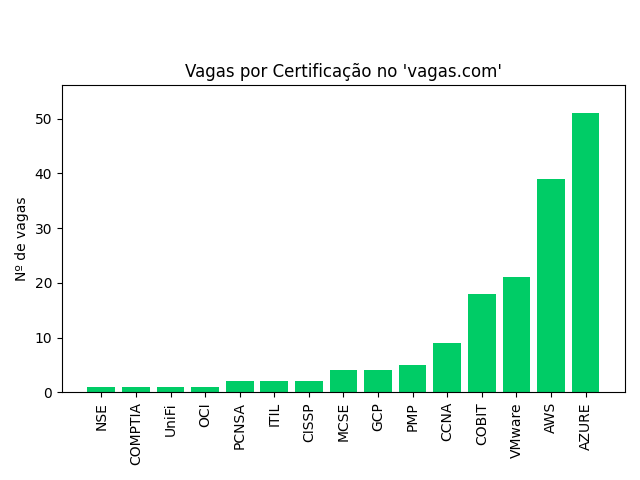 Vagas por Certificação no 'vagas.com'
Nº de vagas
50
40
30
20
10
0
NSE
COMPTIA
UniFi
OCI
PCNSA
ITIL
CISSP
MCSE
GCP
PMP
CCNA
COBIT
VMware
AWS
AZURE